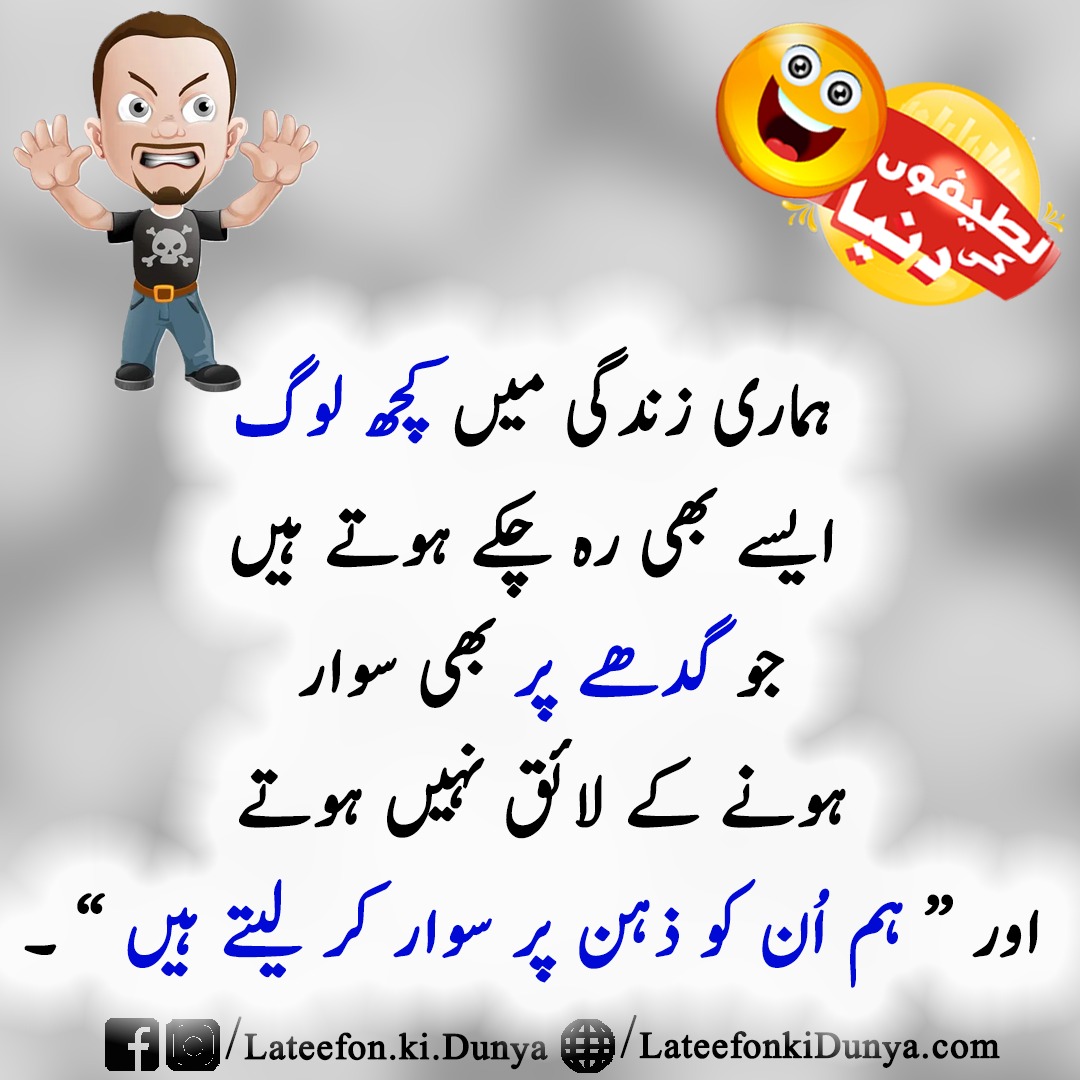 لطیفوں
کی دنیا
ہماری زندگی میں کچھ لوگ
ایسے بھی رہ چکے ہوتے ہیں
جو گدھے پر بھی سوار
ہونے کے لائق نہیں ہوتے
اور ” ہم اُن کو ذہن پر سوار کر لیتے ہیں “ ۔
/Lateefon.ki.Dunya /LateefonkiDunya.com